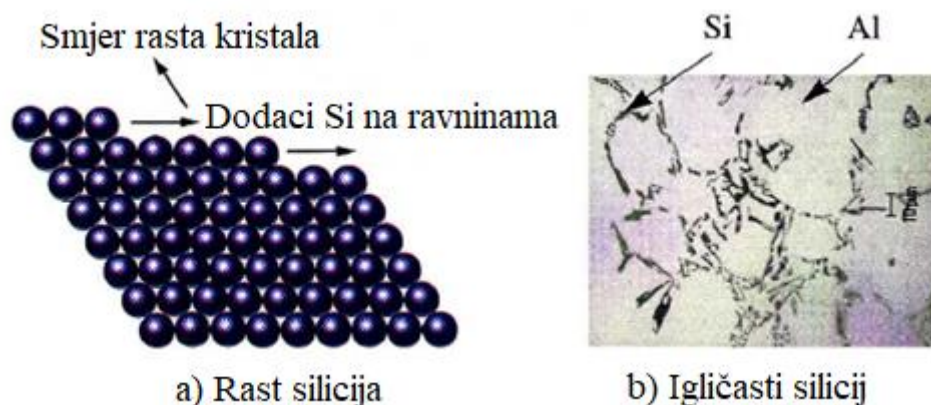 Smjer rasta kristala
Dodaci Si na ravninama
a) Rast silicija
Si
Al
b) Igličasti silicij